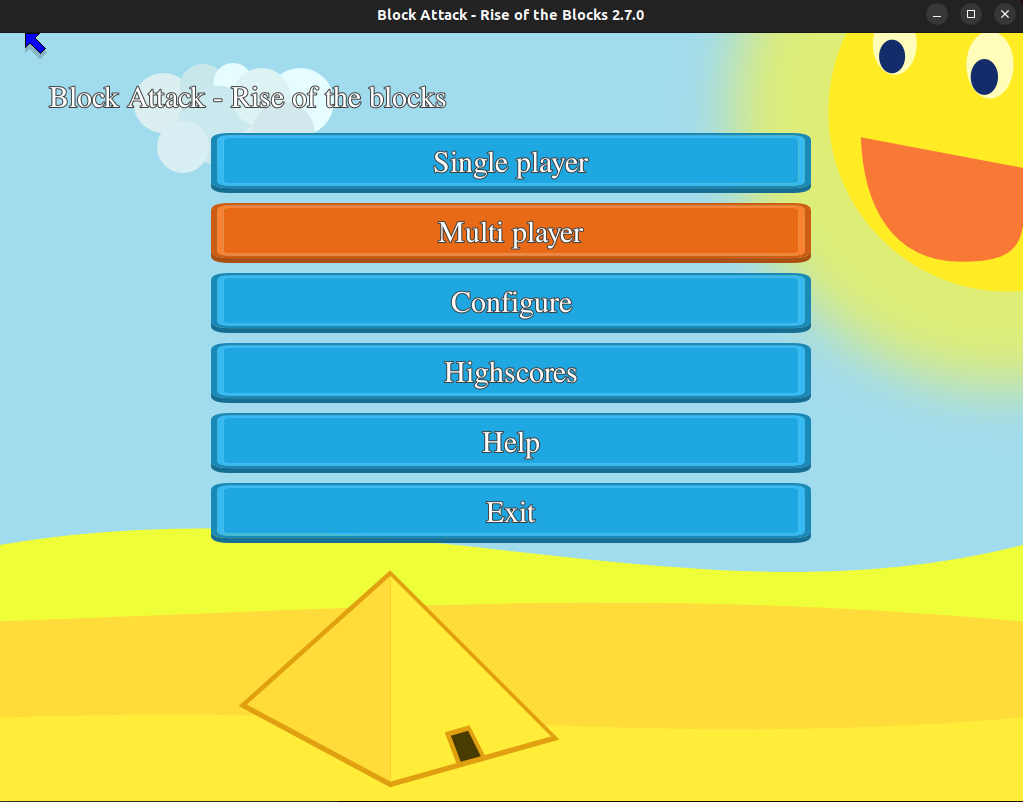 Block Attack - Rise of the Blocks 2.7.0
Block Attack - Rise of the blocks
Single player
Multi player
Configure
Highscores
Help
Exit